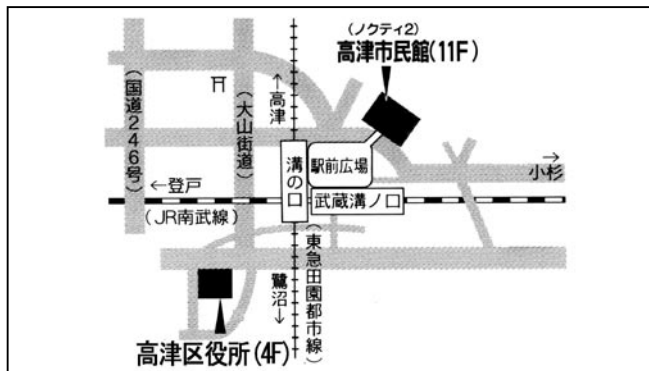 (ノクティ2)
高津市民館(11F)
(国道246号)
(大山街道)
↑高津
溝の口
駅前広場
→
小杉
←登戸
武蔵溝ノ口
(JR南武線)
(東急田園都市線)
鷺沼↓
高津区役所(4F)